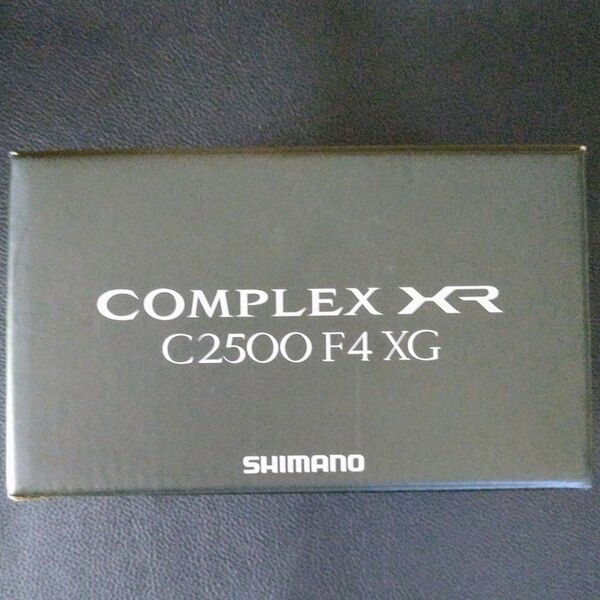 COMPLEX XR
C2500 F4 XG
SHIMANO